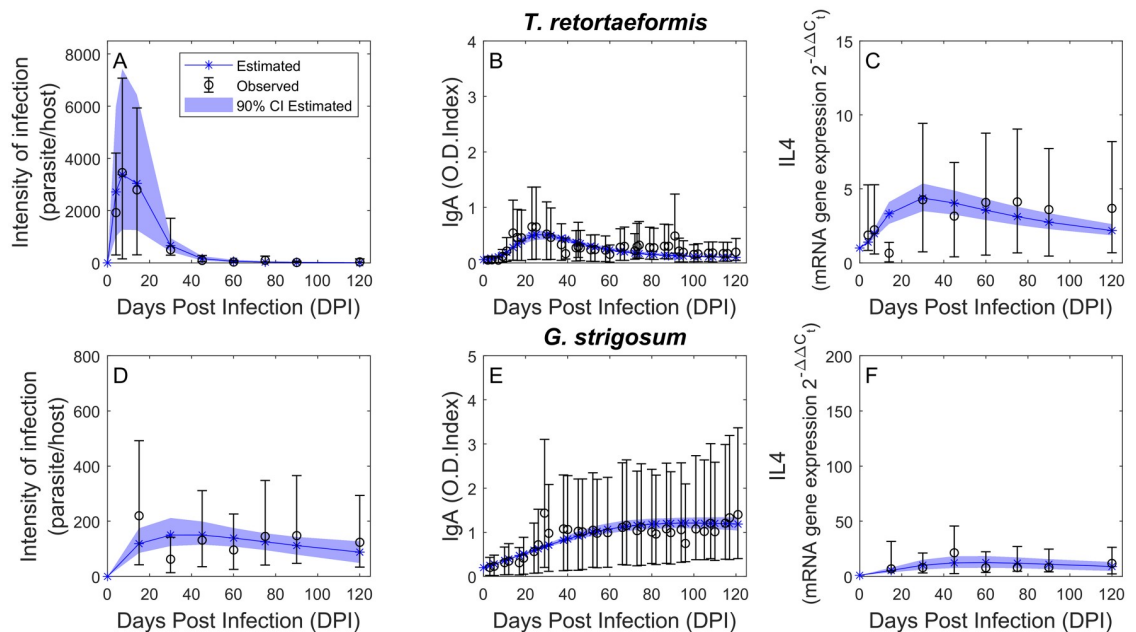 T. retortaeformis
A
Estimated
Observed
90% CI Estimated
Intensity of infection
(parasite/host)
8000
6000
4000
2000
0
0 20 40 60 80 100 120
Days Post Infection (DPI)
B
IgA (O.D.Index)
4
3
2
1
0
0 20 40 60 80 100 120
Days Post Infection (DPI)
C
IL4
(mRNA gene expression 2^-ΔΔC_t)
15
10
5
0
0 20 40 60 80 100 120
Days Post Infection (DPI)
G. strigosum
D
Intensity of infection
(parasite/host)
800
600
400
200
0
0 20 40 60 80 100 120
Days Post Infection (DPI)
E
IgA (O.D.Index)
5
4
3
2
1
0
0 20 40 60 80 100 120
Days Post Infection (DPI)
F
IL4
(mRNA gene expression 2^-ΔΔC_t)
200
150
100
50
0
0 20 40 60 80 100 120
Days Post Infection (DPI)